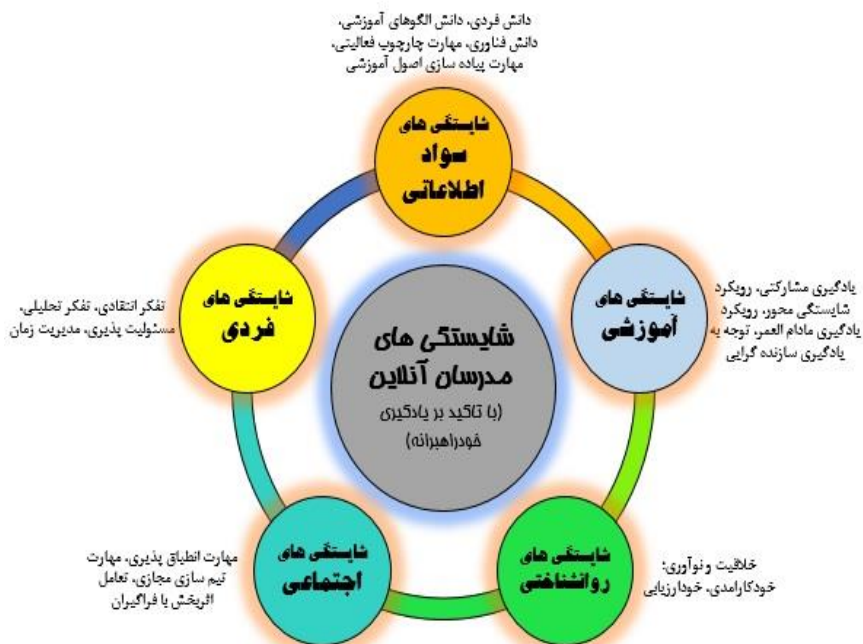 دانش فردی، دانش الگوهای آموزشی،
دانش فناوری، مهارت چارچوب فعالیتی،
مهارت پیاده سازی اصول آموزشی
شایستگی های
سواد
اطلاعاتی
شایستگی های
آموزشی
یادگیری مشارکتی، رویکرد
شایستگی محور، رویکرد
یادگیری مادام العمر، توجه به
یادگیری سازنده گرایی
شایستگی های
فردی
تفکر انتقادی، تفکر تحلیلی،
مسئولیت پذیری، مدیریت زمان
شایستگی های
مدرسان آنلاین
(با تاکید بر یادگیری
خودراهبرانه)
شایستگی های
روانشناختی
خلاقیت و نوآوری؛
خودکارامدی، خودارزیابی
شایستگی های
اجتماعی
مهارت انطباق پذیری، مهارت
تیم سازی مجازی، تعامل
اثربخش با فراگیران